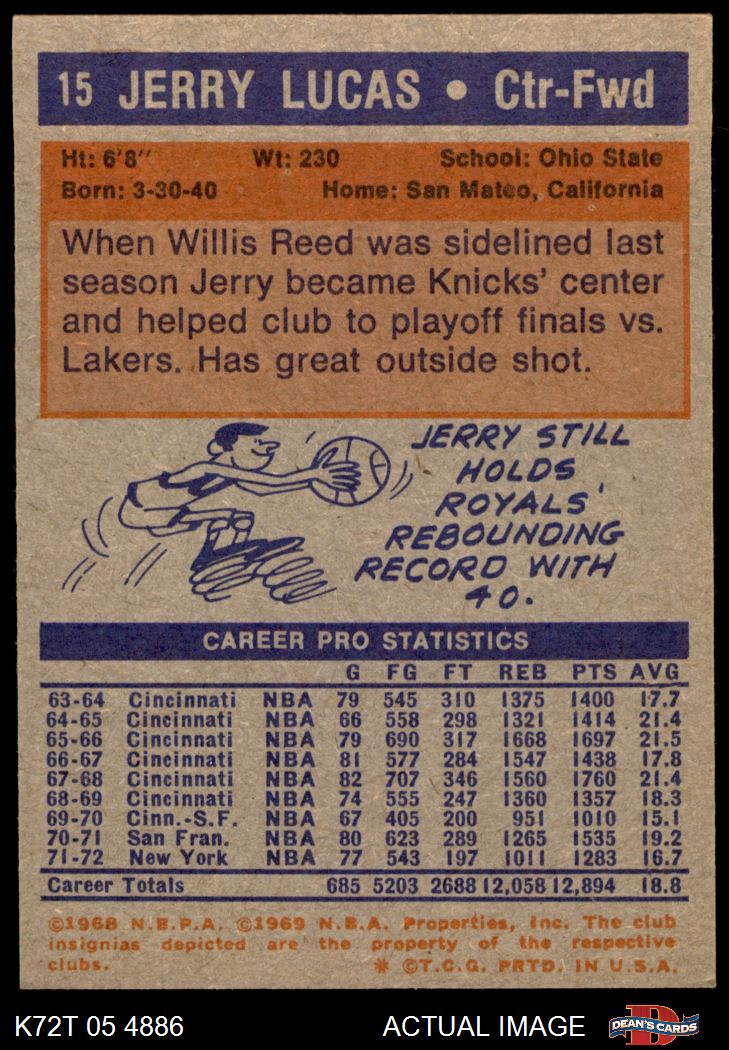 15 JERRY LUCAS • Ctr-Fwd
Ht: 6'8'' Wt: 230 School: Ohio State
Born: 3-30-40 Home: San Mateo, California
When Willis Reed was sidelined last
season Jerry became Knicks' center
and helped club to playoff finals vs.
Lakers. Has great outside shot.
JERRY STILL
HOLDS
ROYALS'
REBOUNDING
RECORD WITH
40.
CAREER PRO STATISTICS
G FG FT REB PTS AVG
63-64 Cincinnati NBA 79 545 310 1375 1400 17.7
64-65 Cincinnati NBA 66 558 298 1321 1414 21.4
65-66 Cincinnati NBA 79 690 317 1668 1697 21.5
66-67 Cincinnati NBA 81 577 284 1547 1438 17.8
67-68 Cincinnati NBA 82 707 346 1560 1760 21.4
68-69 Cincinnati NBA 74 555 247 1360 1357 18.3
69-70 Cinn.-S.F. NBA 67 405 200 951 1010 15.1
70-71 San Fran. NBA 80 623 289 1265 1535 19.2
71-72 New York NBA 77 543 197 1011 1283 16.7
Career Totals 685 5203 2688 12,058 12,894 18.8
©1968 N.B.P.A. ©1969 N.B.A. Properties, Inc. The club
insignias depicted are the property of the respective
clubs. * ©T.C.G. PRTD. IN U.S.A.
K72T 05 4886 ACTUAL IMAGE DEAN'S CARDS